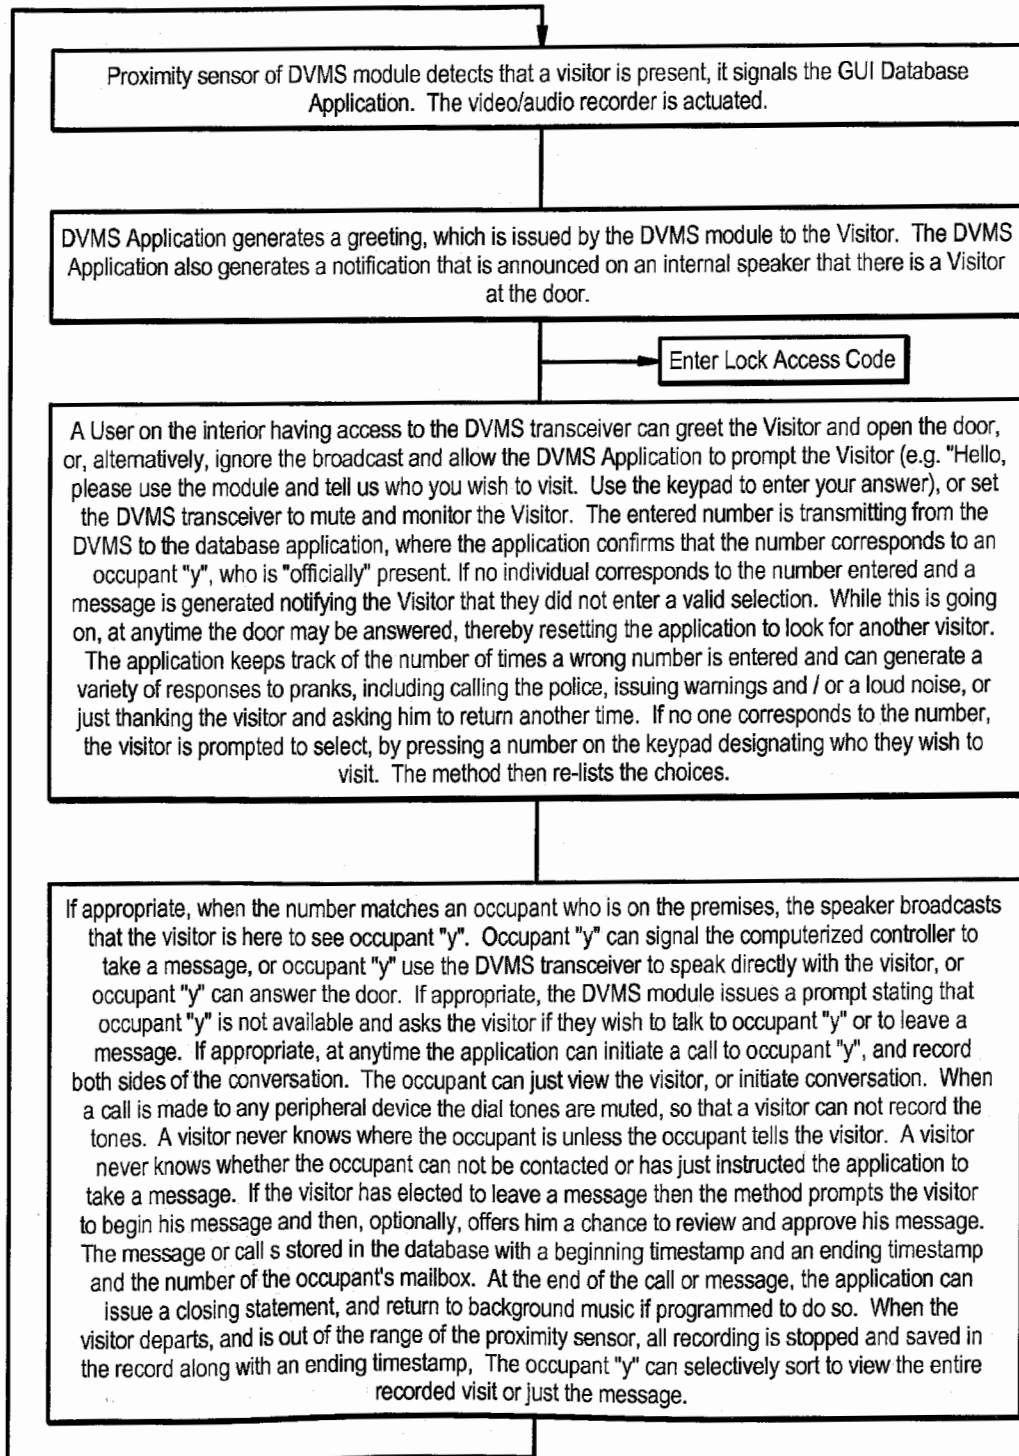 Proximity sensor of DVMS module detects that a visitor is present, it signals the GUI Database
Application. The video/audio recorder is actuated.
DVMS Application generates a greeting, which is issued by the DVMS module to the Visitor. The DVMS
Application also generates a notification that is announced on an internal speaker that there is a Visitor
at the door.
Enter Lock Access Code
A User on the interior having access to the DVMS transceiver can greet the Visitor and open the door,
or, alternatively, ignore the broadcast and allow the DVMS Application to prompt the Visitor (e.g. "Hello,
please use the module and tell us who you wish to visit. Use the keypad to enter your answer), or set
the DVMS transceiver to mute and monitor the Visitor. The entered number is transmitting from the
DVMS to the database application, where the application confirms that the number corresponds to an
occupant "y", who is "officially" present. If no individual corresponds to the number entered and a
message is generated notifying the Visitor that they did not enter a valid selection. While this is going
on, at anytime the door may be answered, thereby resetting the application to look for another visitor.
The application keeps track of the number of times a wrong number is entered and can generate a
variety of responses to pranks, including calling the police, issuing warnings and / or a loud noise, or
just thanking the visitor and asking him to return another time. If no one corresponds to the number,
the visitor is prompted to select, by pressing a number on the keypad designating who they wish to
visit. The method then re-lists the choices.
If appropriate, when the number matches an occupant who is on the premises, the speaker broadcasts
that the visitor is here to see occupant "y". Occupant "y" can signal the computerized controller to
take a message, or occupant "y" use the DVMS transceiver to speak directly with the visitor, or
occupant "y" can answer the door. If appropriate, the DVMS module issues a prompt stating that
occupant "y" is not available and asks the visitor if they wish to talk to occupant "y" or to leave a
message. If appropriate, at anytime the application can initiate a call to occupant "y", and record
both sides of the conversation. The occupant can just view the visitor, or initiate conversation. When
a call is made to any peripheral device the dial tones are muted, so that a visitor can not record the
tones. A visitor never knows where the occupant is unless the occupant tells the visitor. A visitor
never knows whether the occupant can not be contacted or has just instructed the application to
take a message. If the visitor has elected to leave a message then the method prompts the visitor
to begin his message and then, optionally, offers him a chance to review and approve his message.
The message or call s stored in the database with a beginning timestamp and an ending timestamp
and the number of the occupant's mailbox. At the end of the call or message, the application can
issue a closing statement, and return to background music if programmed to do so. When the
visitor departs, and is out of the range of the proximity sensor, all recording is stopped and saved in
the record along with an ending timestamp, The occupant "y" can selectively sort to view the entire
recorded visit or just the message.